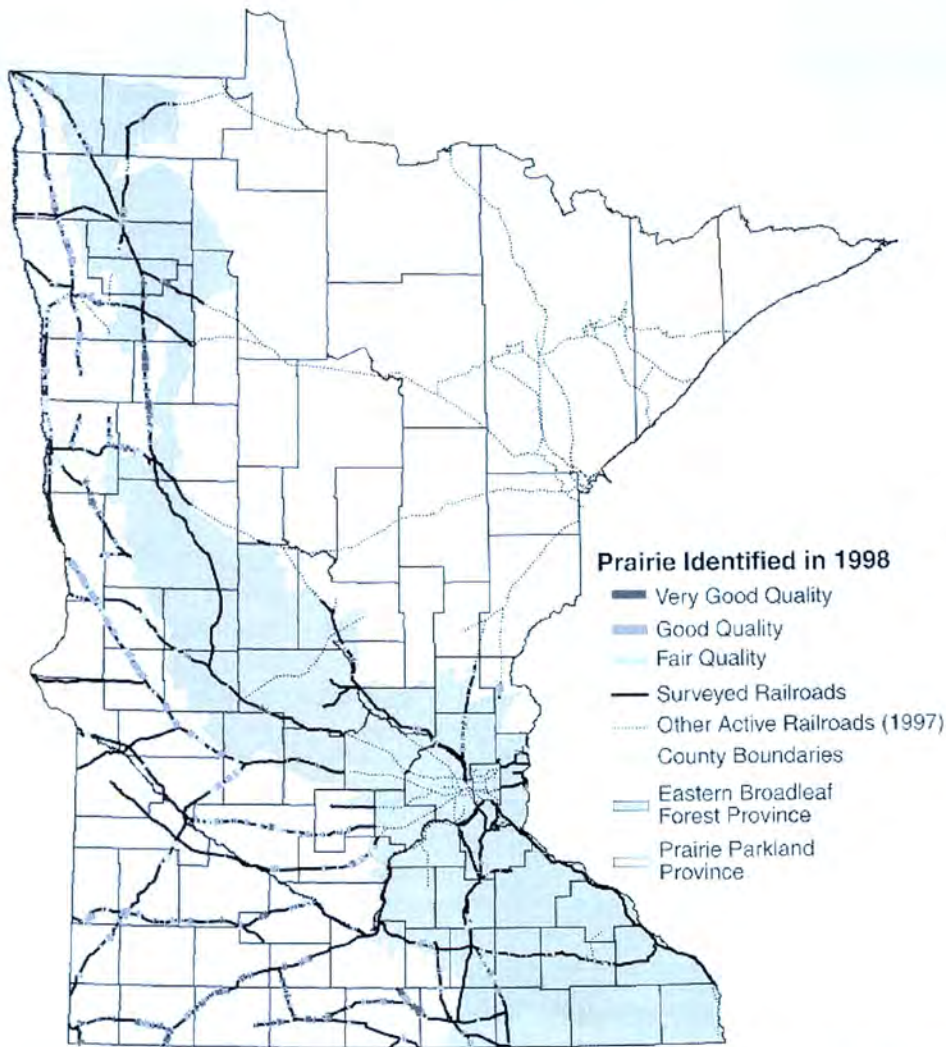 Prairie Identified in 1998
Very Good Quality
Good Quality
Fair Quality
Surveyed Railroads
Other Active Railroads (1997)
County Boundaries
Eastern Broadleaf
Forest Province
Prairie Parkland
Province